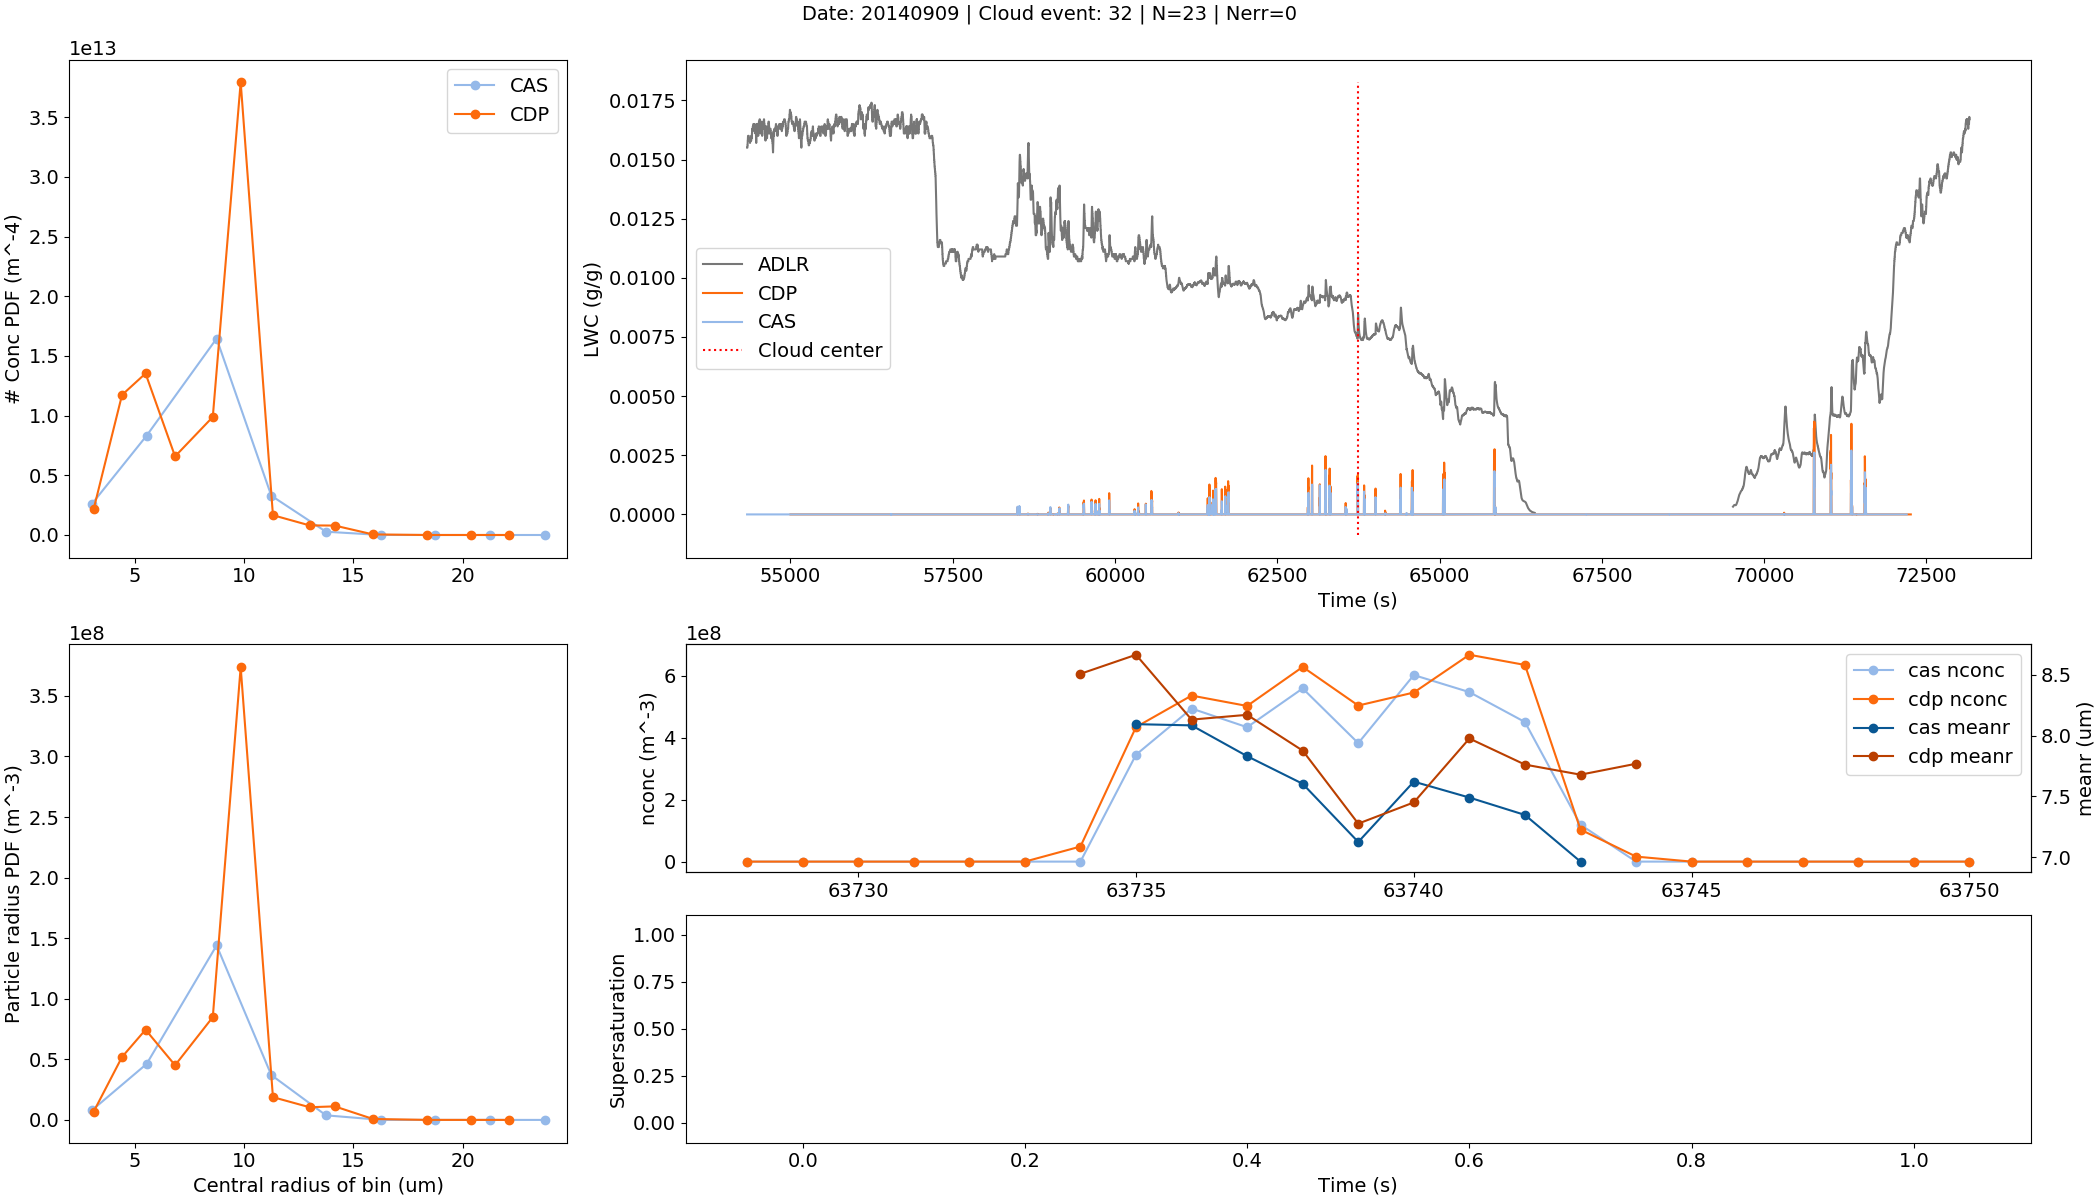 Date: 20140909 | Cloud event: 32 | N=23 | Nerr=0
1e13
# Conc PDF (m^-4)
3.5
3.0
2.5
2.0
1.5
1.0
0.5
0.0
5 10 15 20
CAS
CDP
LWC (g/g)
0.0175
0.0150
0.0125
0.0100
0.0075
0.0050
0.0025
0.0000
ADLR
CDP
CAS
Cloud center
55000 57500 60000 62500 65000 67500 70000 72500
Time (s)
1e8
Particle radius PDF (m^-3)
3.5
3.0
2.5
2.0
1.5
1.0
0.5
0.0
5 10 15 20
Central radius of bin (um)
1e8
nconc (m^-3)
6
4
2
0
63730 63735 63740 63745 63750
cas nconc
cdp nconc
cas meanr
cdp meanr
8.5
8.0
7.5
7.0
meanr (um)
Supersaturation
1.00
0.75
0.50
0.25
0.00
0.0 0.2 0.4 0.6 0.8 1.0
Time (s)